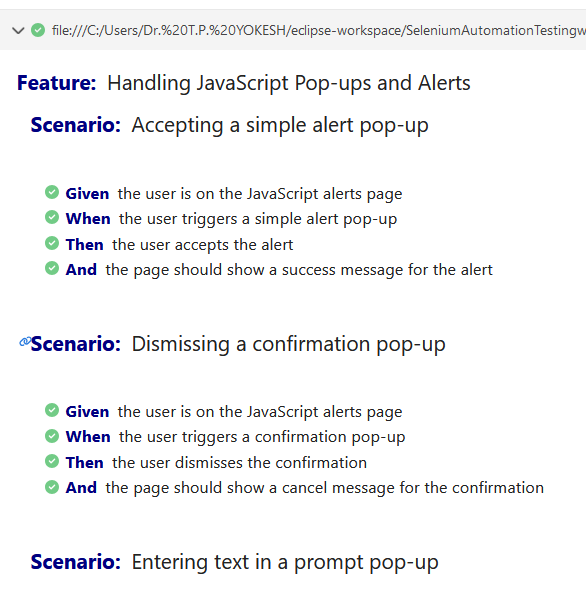 file:///C:/Users/Dr.%20T.P.%20YOKESH/eclipse-workspace/SeleniumAutomationTestingw
Feature: Handling JavaScript Pop-ups and Alerts
Scenario: Accepting a simple alert pop-up
Given the user is on the JavaScript alerts page
When the user triggers a simple alert pop-up
Then the user accepts the alert
And the page should show a success message for the alert
Scenario: Dismissing a confirmation pop-up
Given the user is on the JavaScript alerts page
When the user triggers a confirmation pop-up
Then the user dismisses the confirmation
And the page should show a cancel message for the confirmation
Scenario: Entering text in a prompt pop-up